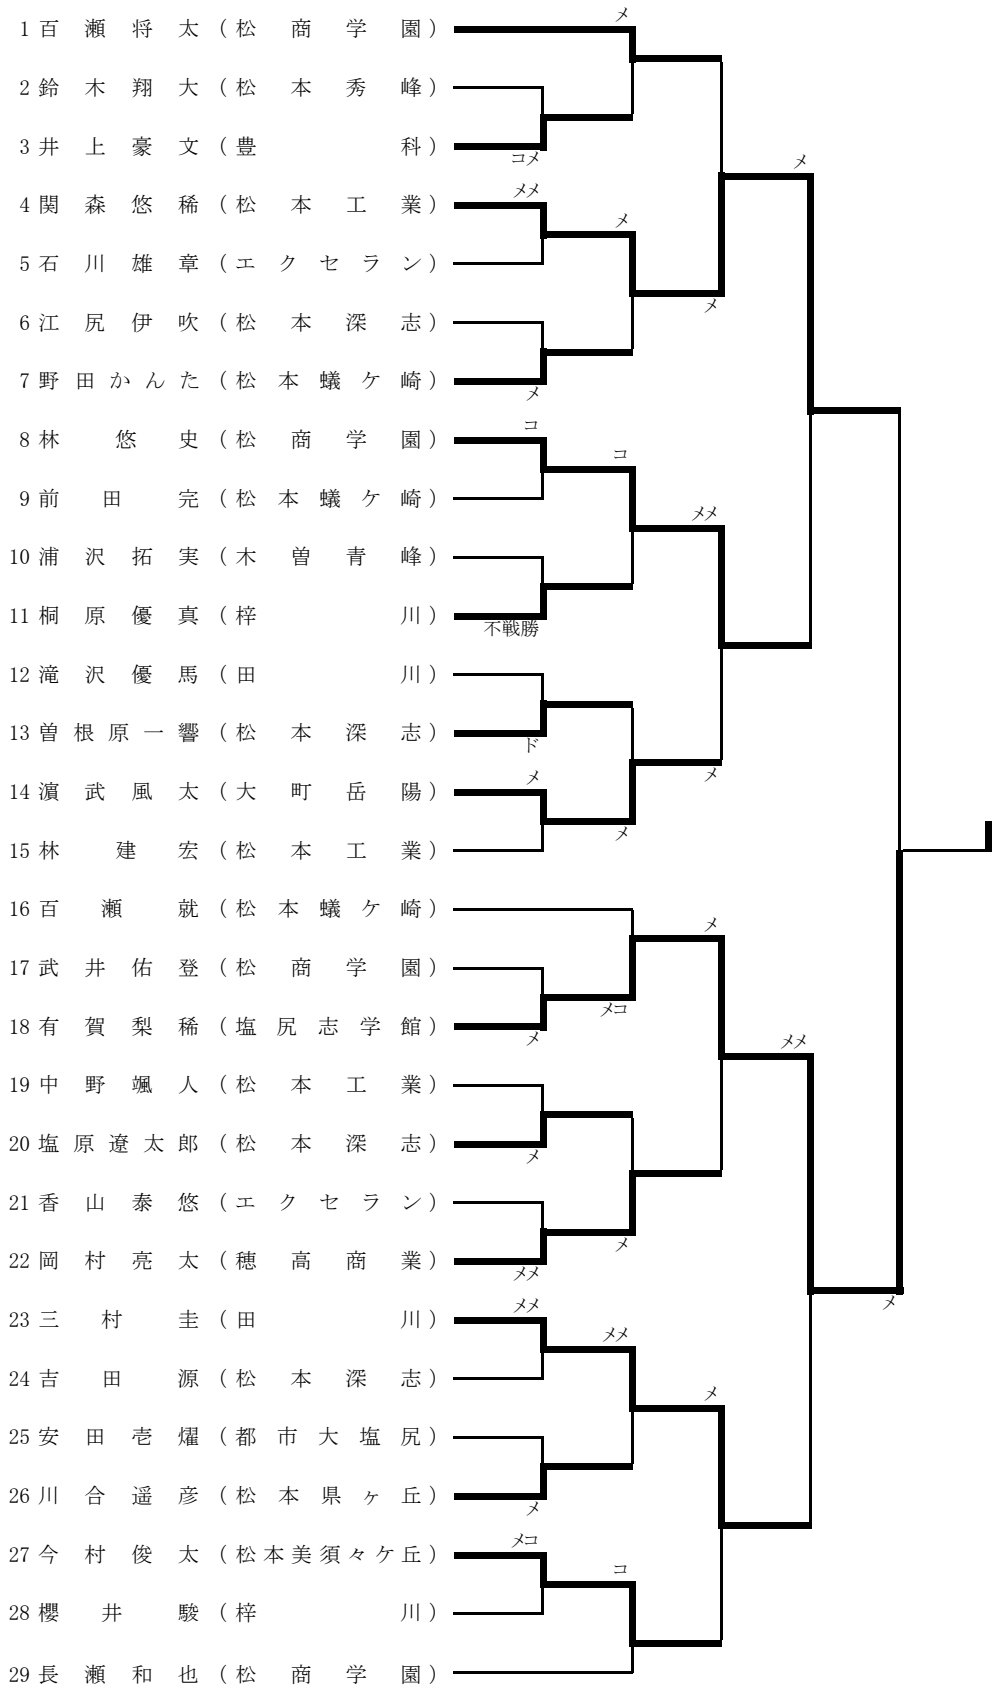 メ
1 百瀬将太（松商学園）
2 鈴木翔大（松本秀峰）
3 井上豪文（豊科）
コメ
メ
メメ
4 関森悠稀（松本工業）
メ
5 石川雄章（エクセラン）
メ
6 江尻伊吹（松本深志）
7 野田かんた（松本蟻ケ崎）
メ
コ
8 林悠史（松商学園）
コ
9 前田完（松本蟻ケ崎）
メメ
10 浦沢拓実（木曽青峰）
11 桐原優真（梓川）
不戦勝
12 滝沢優馬（田川）
13 曽根原一響（松本深志）
ド
メ
メ
14 濵武風太（大町岳陽）
メ
15 林建宏（松本工業）
16 百瀬就（松本蟻ケ崎）
メ
17 武井佑登（松商学園）
メコ
18 有賀梨稀（塩尻志学館）
メ
メメ
19 中野颯人（松本工業）
20 塩原遼太郎（松本深志）
メ
21 香山泰悠（エクセラン）
メ
22 岡村亮太（穂高商業）
メメ
メメ
メ
23 三村圭（田川）
メメ
24 吉田源（松本深志）
メ
25 安田壱燿（都市大塩尻）
26 川合遥彦（松本県ヶ丘）
メ
メコ
27 今村俊太（松本美須々ケ丘）
コ
28 櫻井駿（梓川）
29 長瀬和也（松商学園）